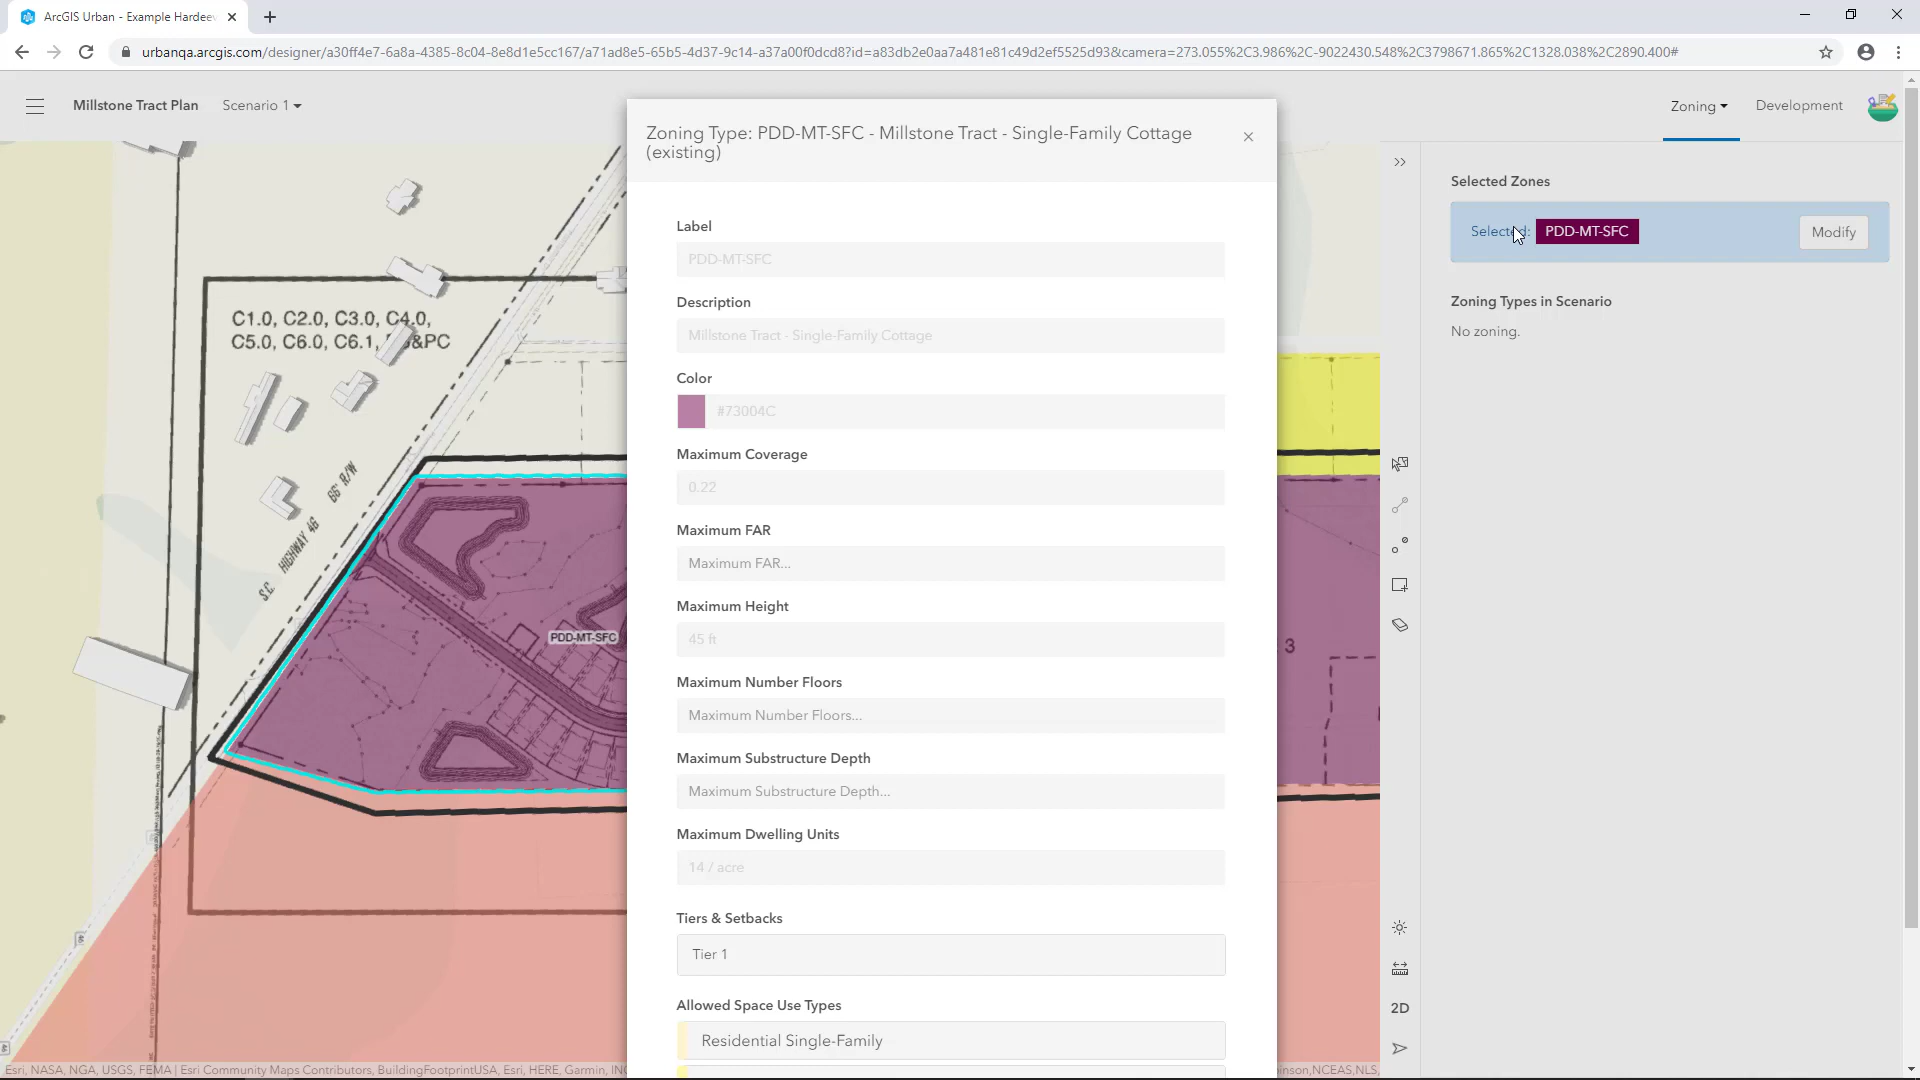 ArcGIS Urban - Example Hardeev
urbanqa.arcgis.com/designer/a30ff4e7-6a8a-4385-8c04-8e8d1e5cc167/a71ad8e5-65b5-4d37-9c14-a37a00f0dcd8?id=a83db2e0aa7a481e81c49d2ef5525d93&camera=273.055%2C3.986%2C-9022430.548%2C3798671.865%2C1328.038%2C2890.400#
Millstone Tract Plan
Scenario 1
Zoning
Development
Zoning Type: PDD-MT-SFC - Millstone Tract - Single-Family Cottage
(existing)
Label
PDD-MT-SFC
Description
Millstone Tract - Single-Family Cottage
Color
#73004C
Maximum Coverage
0.22
Maximum FAR
Maximum FAR...
Maximum Height
45 ft
Maximum Number Floors
Maximum Number Floors...
Maximum Substructure Depth
Maximum Substructure Depth...
Maximum Dwelling Units
14 / acre
Tiers & Setbacks
Tier 1
Allowed Space Use Types
Residential Single-Family
Selected Zones
Selected: PDD-MT-SFC
Modify
Zoning Types in Scenario
No zoning.
2D
C1.0, C2.0, C3.0, C4.0,
C5.0, C6.0, C6.1, &PC
S.C. HIGHWAY 46 66' R/W
PDD-MT-SFC
3
46
46
Esri, NASA, NGA, USGS, FEMA | Esri Community Maps Contributors, BuildingFootprintUSA, Esri, HERE, Garmin, IN
inson,NCEAS,NLS,